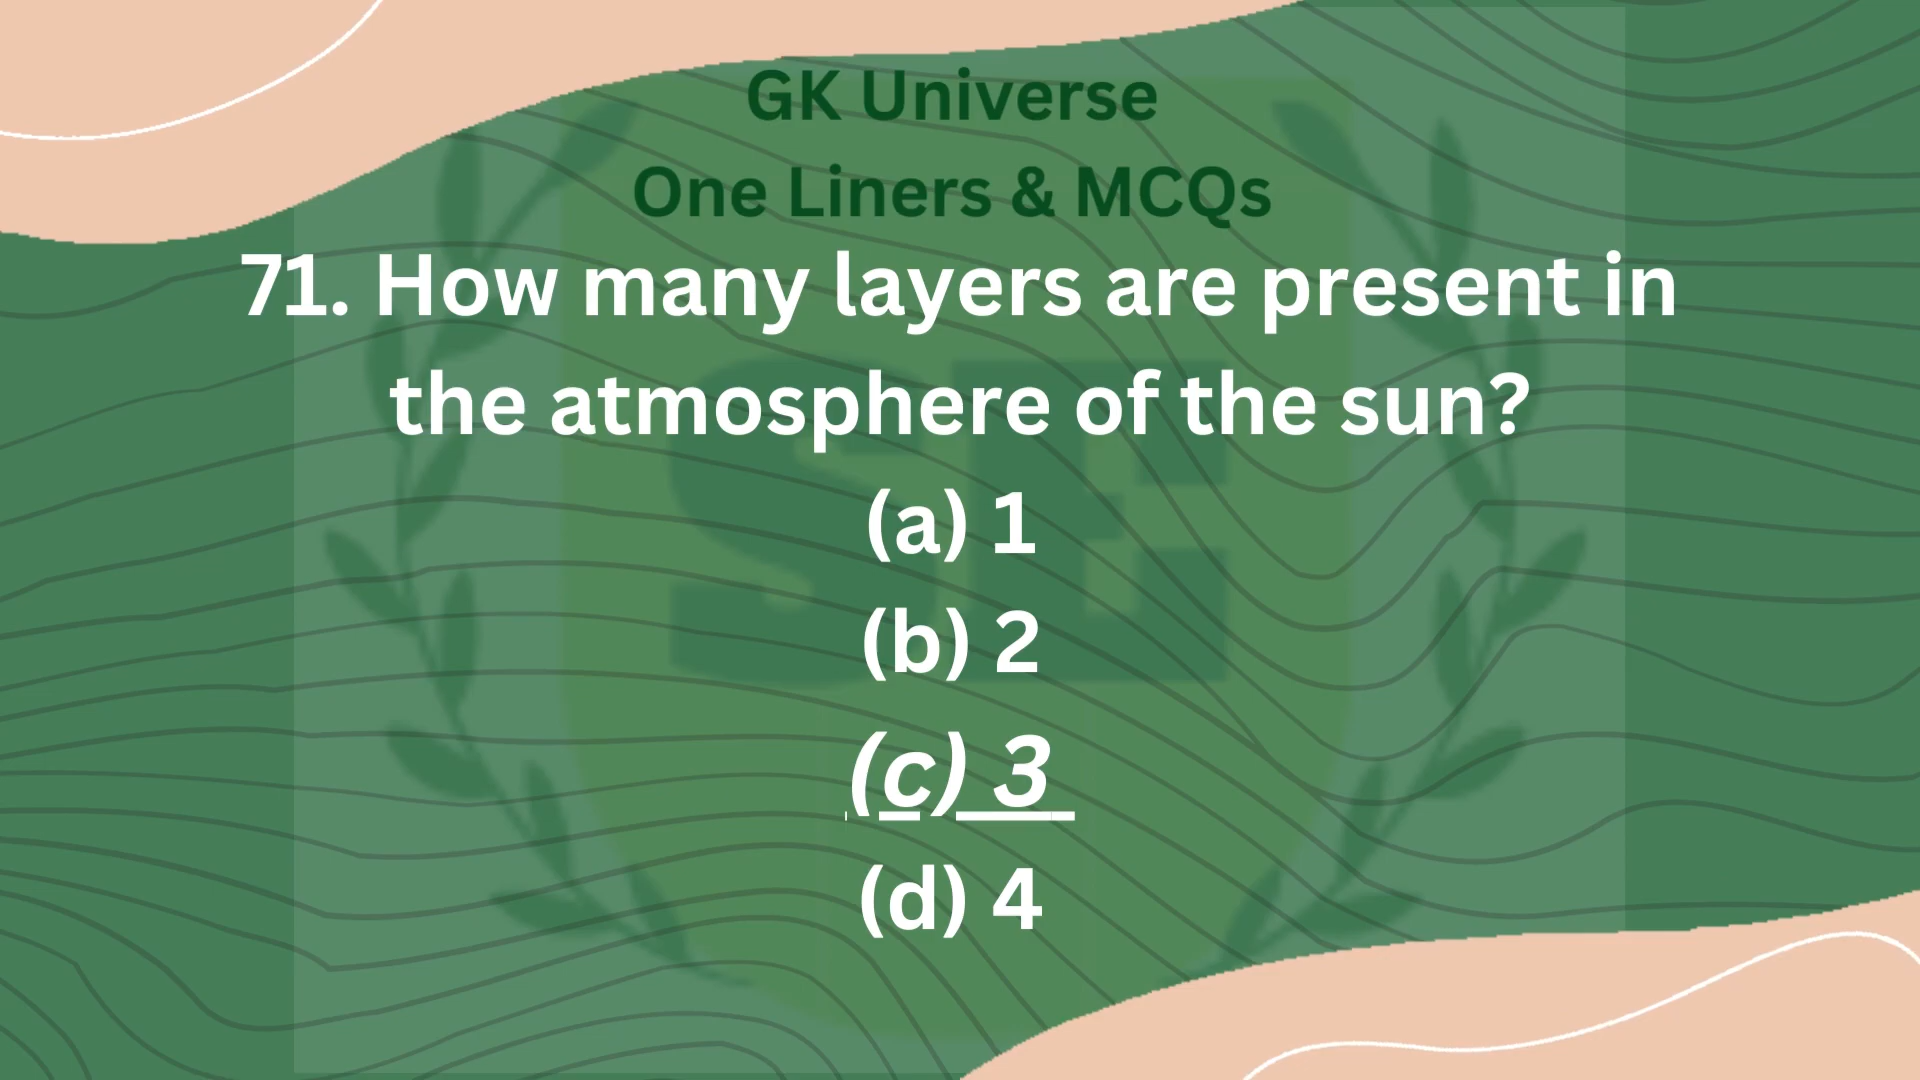 GK Universe
One Liners & MCQs
71. How many layers are present in
the atmosphere of the sun?
(a) 1
(b) 2
(c) 3
(d) 4